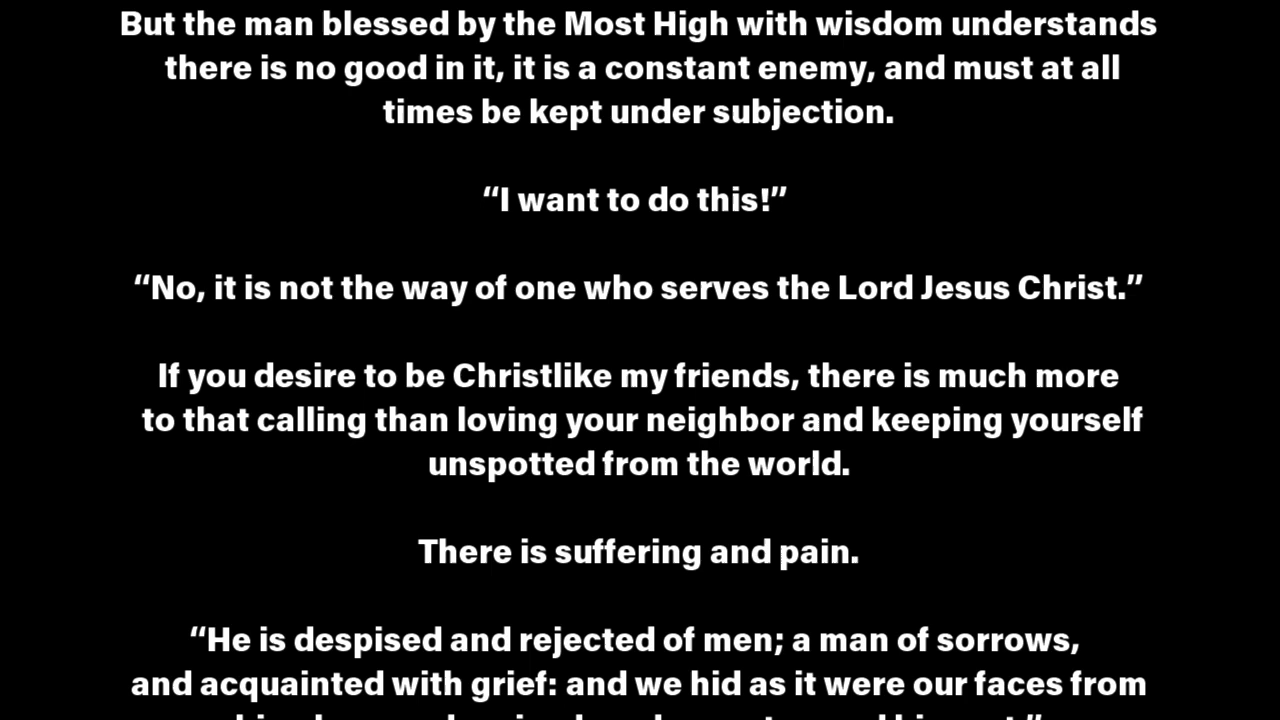 But the man blessed by the Most High with wisdom understands
there is no good in it, it is a constant enemy, and must at all
times be kept under subjection.
“I want to do this!”
“No, it is not the way of one who serves the Lord Jesus Christ.”
If you desire to be Christlike my friends, there is much more
to that calling than loving your neighbor and keeping yourself
unspotted from the world.
There is suffering and pain.
“He is despised and rejected of men; a man of sorrows,
and acquainted with grief: and we hid as it were our faces from